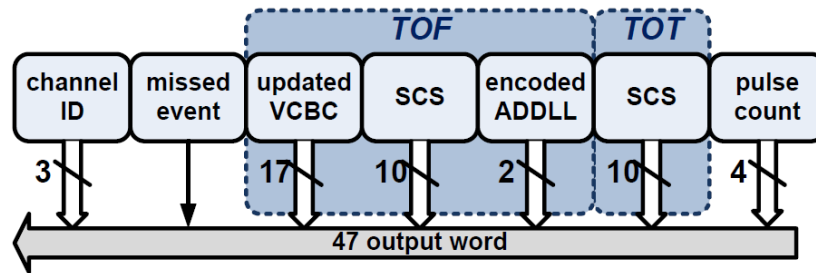 TOF TOT
channel ID
missed event
updated VCBC
SCS
encoded ADDLL
SCS
pulse count
3 17 10 2 10 4
47 output word